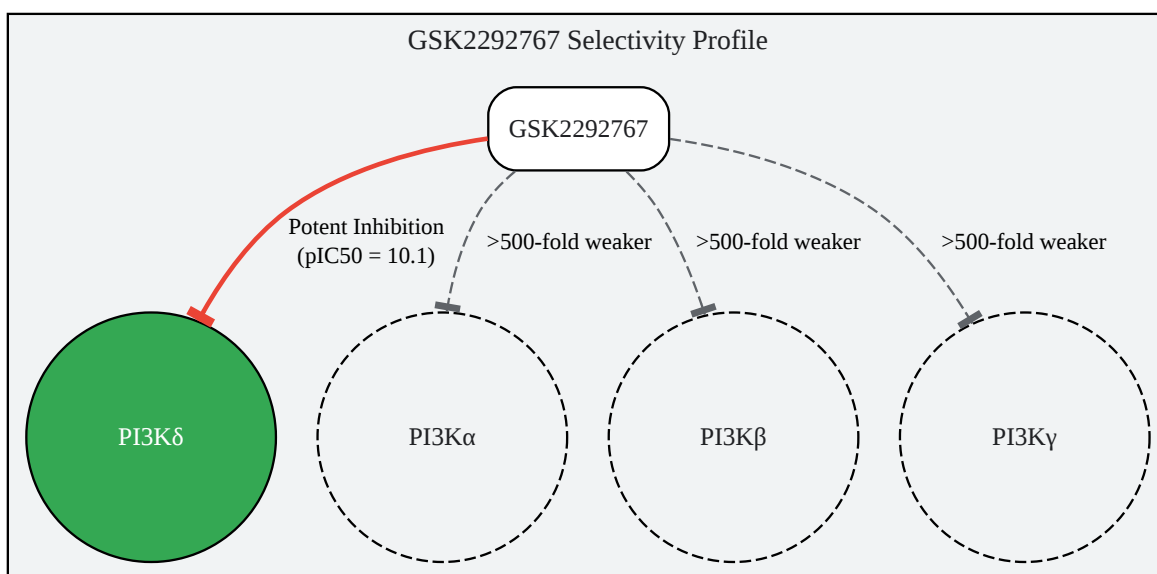 GSK2292767 Selectivity Profile
GSK2292767
Potent Inhibition
(pIC50 = 10.1)
>500-fold weaker
>500-fold weaker
>500-fold weaker
PI3Kδ
PI3Kα
PI3Kβ
PI3Kγ